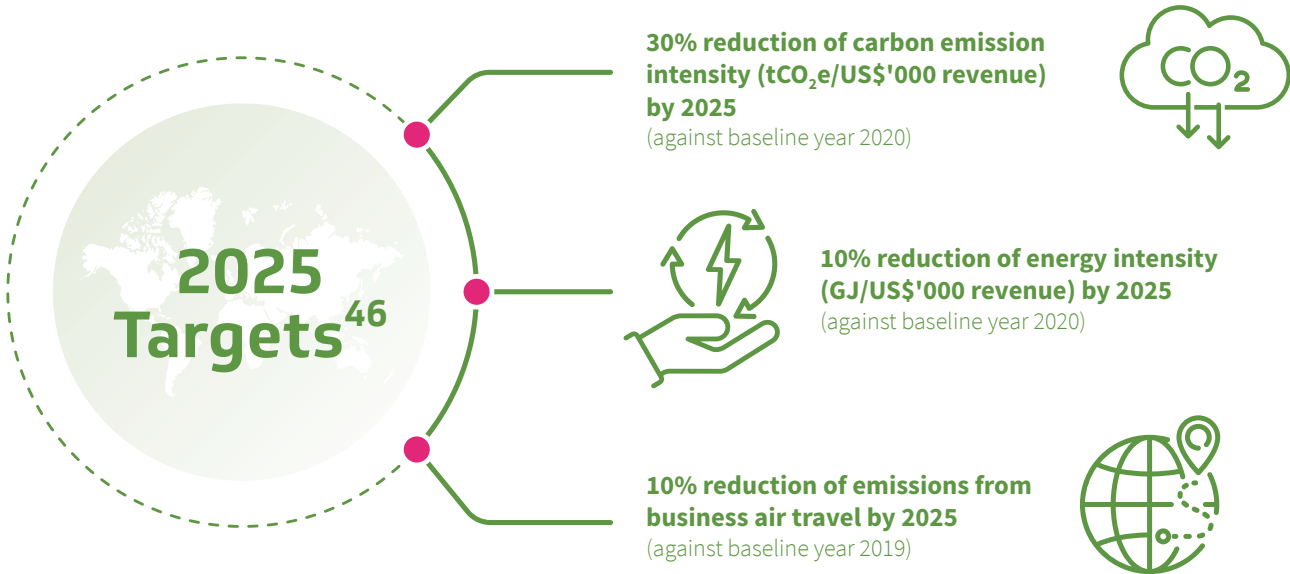 30% reduction of carbon emission
intensity (tCO₂e/US$'000 revenue)
by 2025
(against baseline year 2020)
CO₂
2025
Targets⁴⁶
10% reduction of energy intensity
(GJ/US$'000 revenue) by 2025
(against baseline year 2020)
10% reduction of emissions from
business air travel by 2025
(against baseline year 2019)